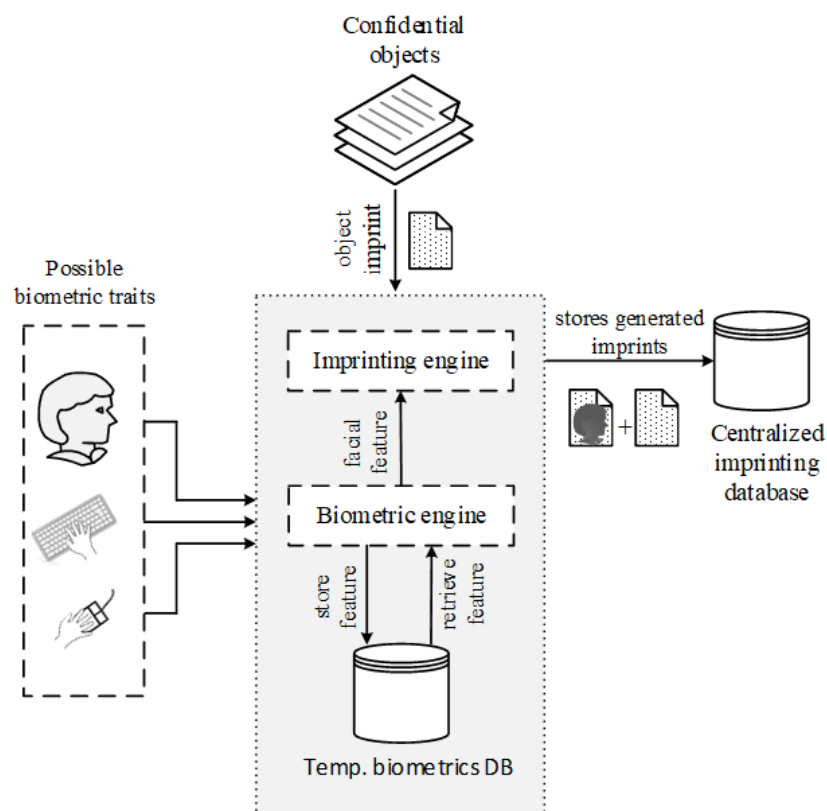 Confidential
objects
object
imprint
Possible
biometric traits
stores generated
imprints
Imprinting engine
+
Centralized
imprinting
database
facial
feature
Biometric engine
store
feature
retrieve
feature
Temp. biometrics DB